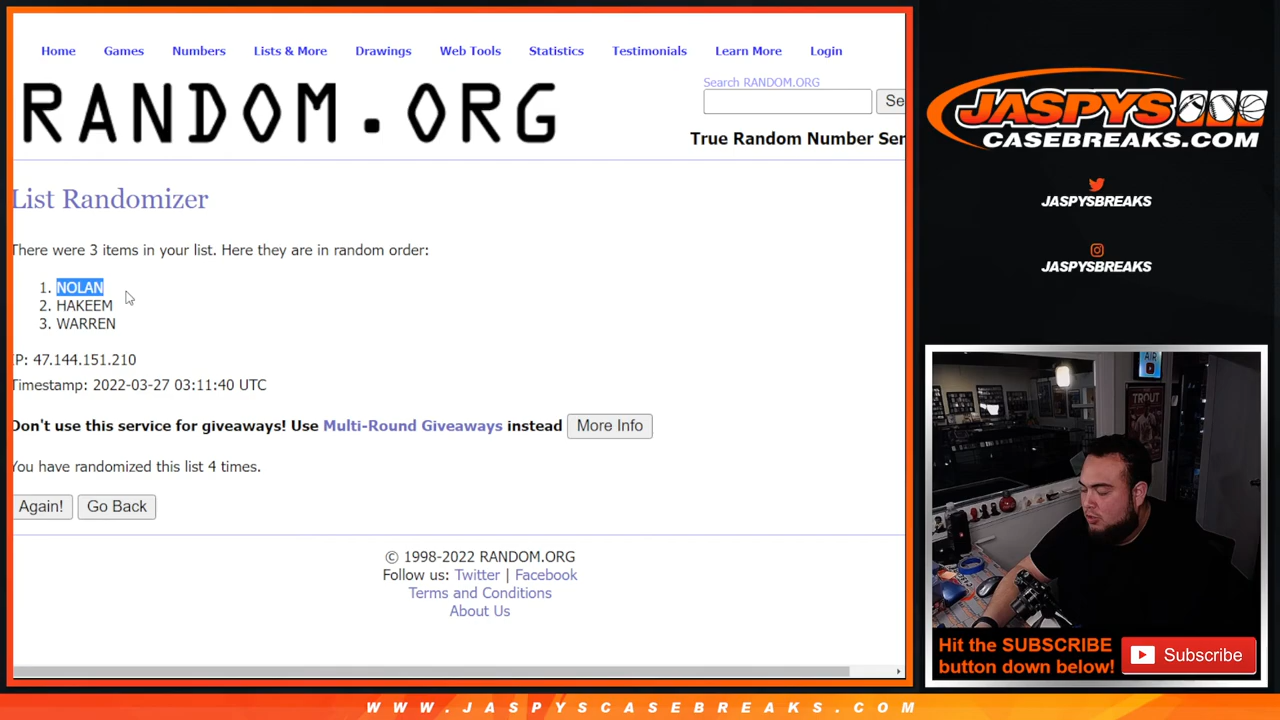 Home Games Numbers Lists & More Drawings Web Tools Statistics Testimonials Learn More Login
RANDOM.ORG
Search RANDOM.ORG
Se
True Random Number Ser
List Randomizer
There were 3 items in your list. Here they are in random order:
1. NOLAN
2. HAKEEM
3. WARREN
IP: 47.144.151.210
Timestamp: 2022-03-27 03:11:40 UTC
Don't use this service for giveaways! Use Multi-Round Giveaways instead More Info
You have randomized this list 4 times.
Again! Go Back
© 1998-2022 RANDOM.ORG
Follow us: Twitter | Facebook
Terms and Conditions
About Us
JASPYS
CASEBREAKS.COM
JASPYSBREAKS
JASPYSBREAKS
AIR
TROUT
Hit the SUBSCRIBE
button down below!
Subscribe
WWW.JASPYSCASEBREAKS.COM